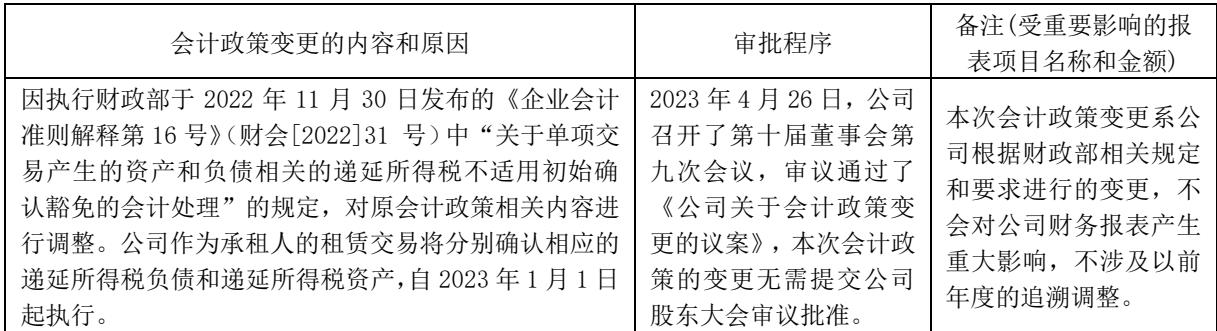 会计政策变更的内容和原因
审批程序
备注(受重要影响的报
表项目名称和金额)
因执行财政部于 2022 年 11 月 30 日发布的《企业会计
准则解释第 16 号》（财会[2022]31 号）中“关于单项交
易产生的资产和负债相关的递延所得税不适用初始确
认豁免的会计处理”的规定，对原会计政策相关内容进
行调整。公司作为承租人的租赁交易将分别确认相应的
递延所得税负债和递延所得税资产,自 2023 年 1 月 1 日
起执行。
2023 年 4 月 26 日，公司
召开了第十届董事会第
九次会议，审议通过了
《公司关于会计政策变
更的议案》，本次会计政
策的变更无需提交公司
股东大会审议批准。
本次会计政策变更系公
司根据财政部相关规定
和要求进行的变更，不
会对公司财务报表产生
重大影响，不涉及以前
年度的追溯调整。